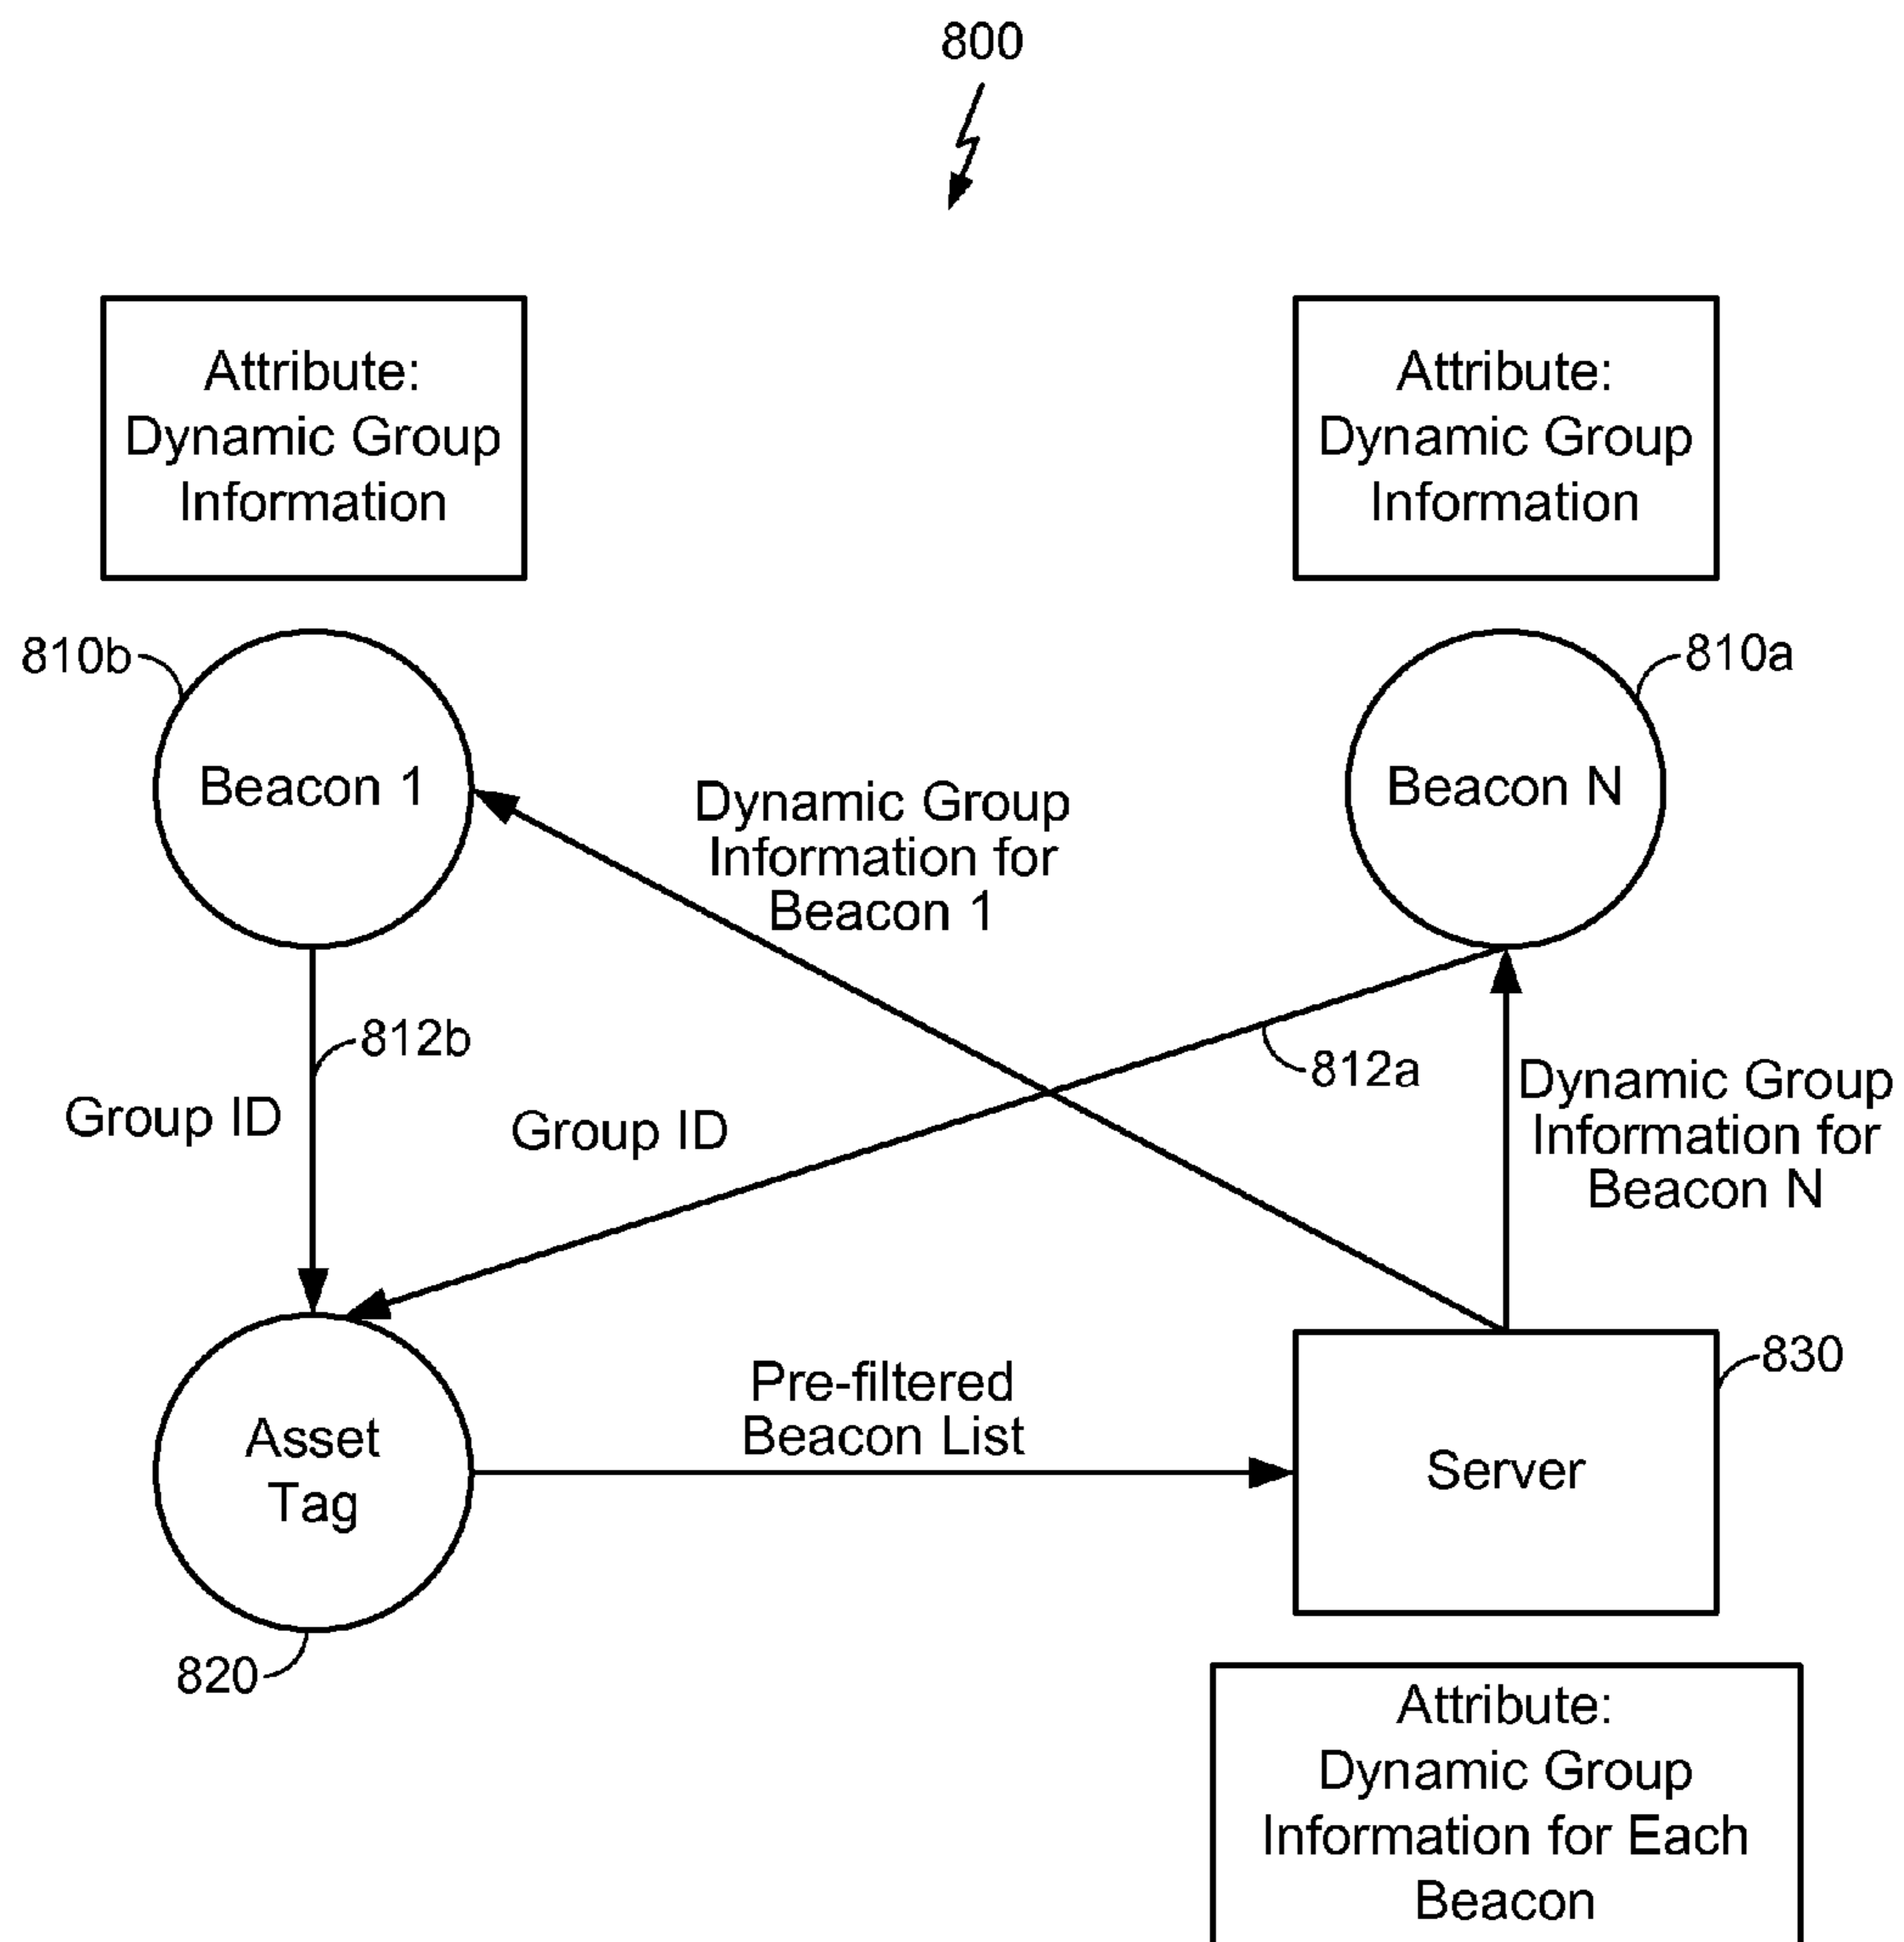 800
Attribute:
Dynamic Group
Information
Attribute:
Dynamic Group
Information
810b
Beacon 1
810a
Beacon N
Dynamic Group
Information for
Beacon 1
812b
Group ID
Group ID
812a
Dynamic Group
Information for
Beacon N
Asset
Tag
820
Pre-filtered
Beacon List
Server
830
Attribute:
Dynamic Group
Information for Each
Beacon